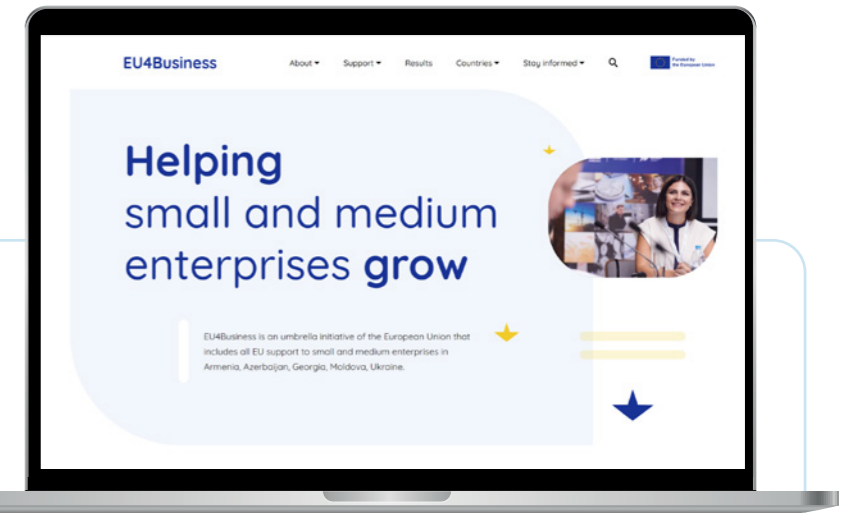 EU4Business
About
Support
Results
Countries
Stay informed
Funded by
the European Union
Helping
small and medium
enterprises grow
EU4Business is an umbrella initiative of the European Union that
includes all EU support to small and medium enterprises in
Armenia, Azerbaijan, Georgia, Moldova, Ukraine.